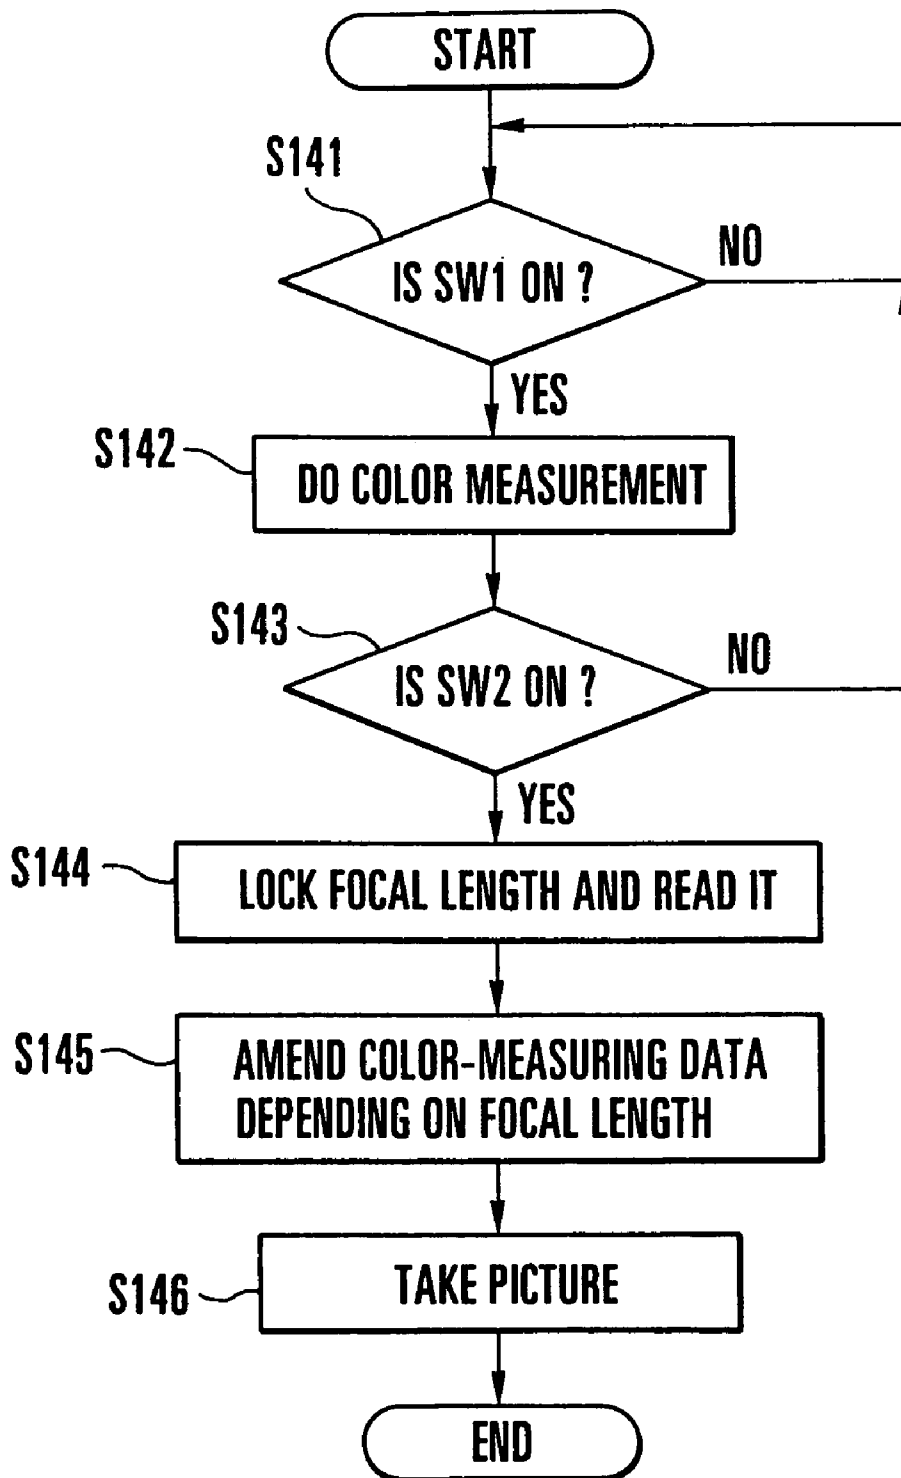 START
S141
IS SW1 ON ?
NO
YES
S142
DO COLOR MEASUREMENT
S143
IS SW2 ON ?
NO
YES
S144
LOCK FOCAL LENGTH AND READ IT
S145
AMEND COLOR-MEASURING DATA
DEPENDING ON FOCAL LENGTH
S146
TAKE PICTURE
END